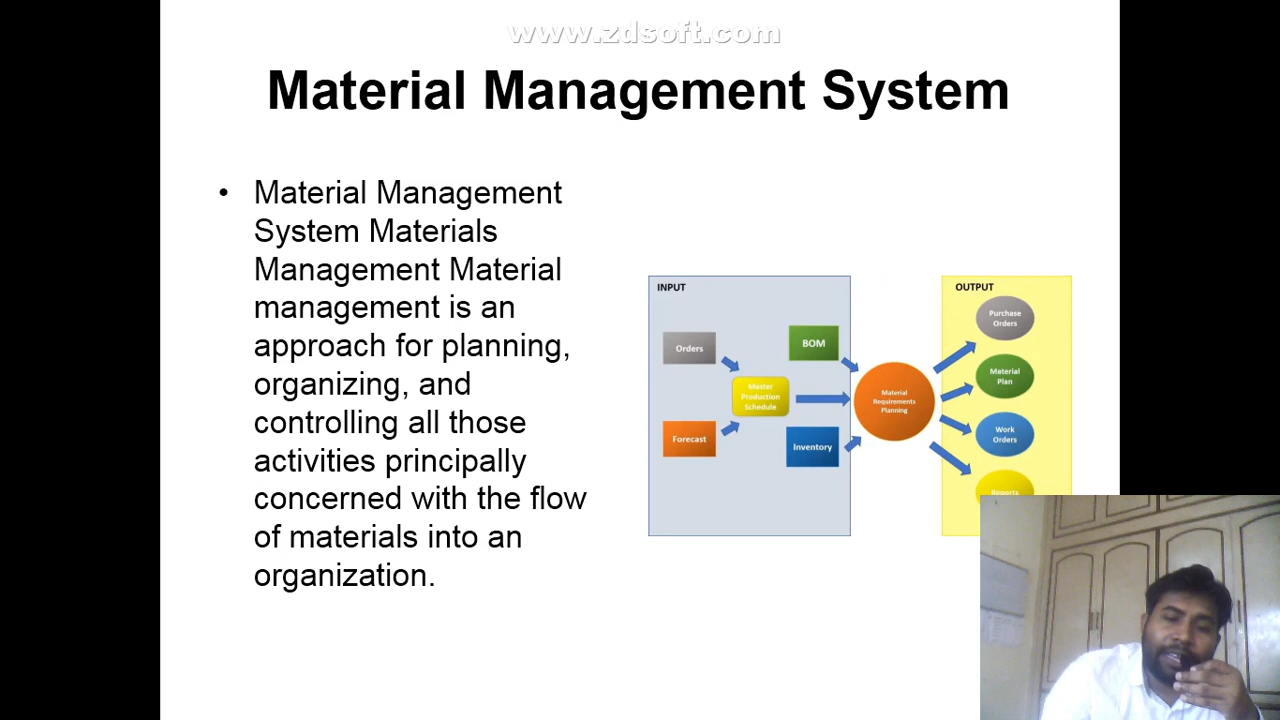 www.zdsoft.com
Material Management System
• Material Management
System Materials
Management Material
management is an
approach for planning,
organizing, and
controlling all those
activities principally
concerned with the flow
of materials into an
organization.
INPUT
Orders
BOM
Master
Production
Schedule
Forecast
Inventory
Material
Requirements
Planning
OUTPUT
Purchase
Orders
Material
Plan
Work
Orders
Reports